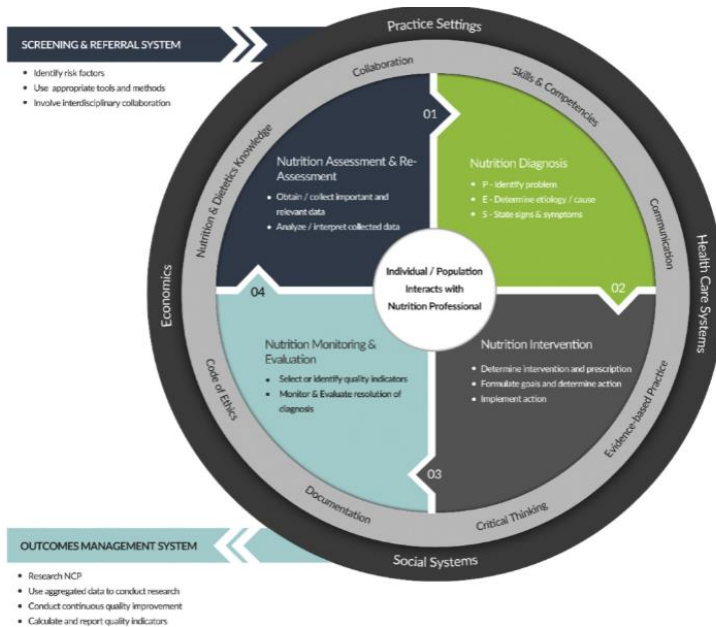 Practice Settings
SCREENING & REFERRAL SYSTEM
• Identify risk factors
• Use appropriate tools and methods
• Involve interdisciplinary collaboration
Collaboration
Skills & Competencies
01
Nutrition Assessment & Re-
Assessment
• Obtain / collect important and
relevant data
• Analyze / interpret collected data
Nutrition Diagnosis
• P - Identify problem
• E - Determine etiology / cause
• S - State signs & symptoms
Nutrition & Dietetics Knowledge
Communication
Economics
Health Care Systems
Individual / Population
Interacts with
Nutrition Professional
04
02
Nutrition Monitoring &
Evaluation
• Select or identify quality indicators
• Monitor & Evaluate resolution of
diagnosis
Nutrition Intervention
• Determine intervention and prescription
• Formulate goals and determine action
• Implement action
Code of Ethics
Evidence-based Practice
03
Documentation
Critical Thinking
Social Systems
OUTCOMES MANAGEMENT SYSTEM
• Research NCP
• Use aggregated data to conduct research
• Conduct continuous quality improvement
• Calculate and report quality indicators